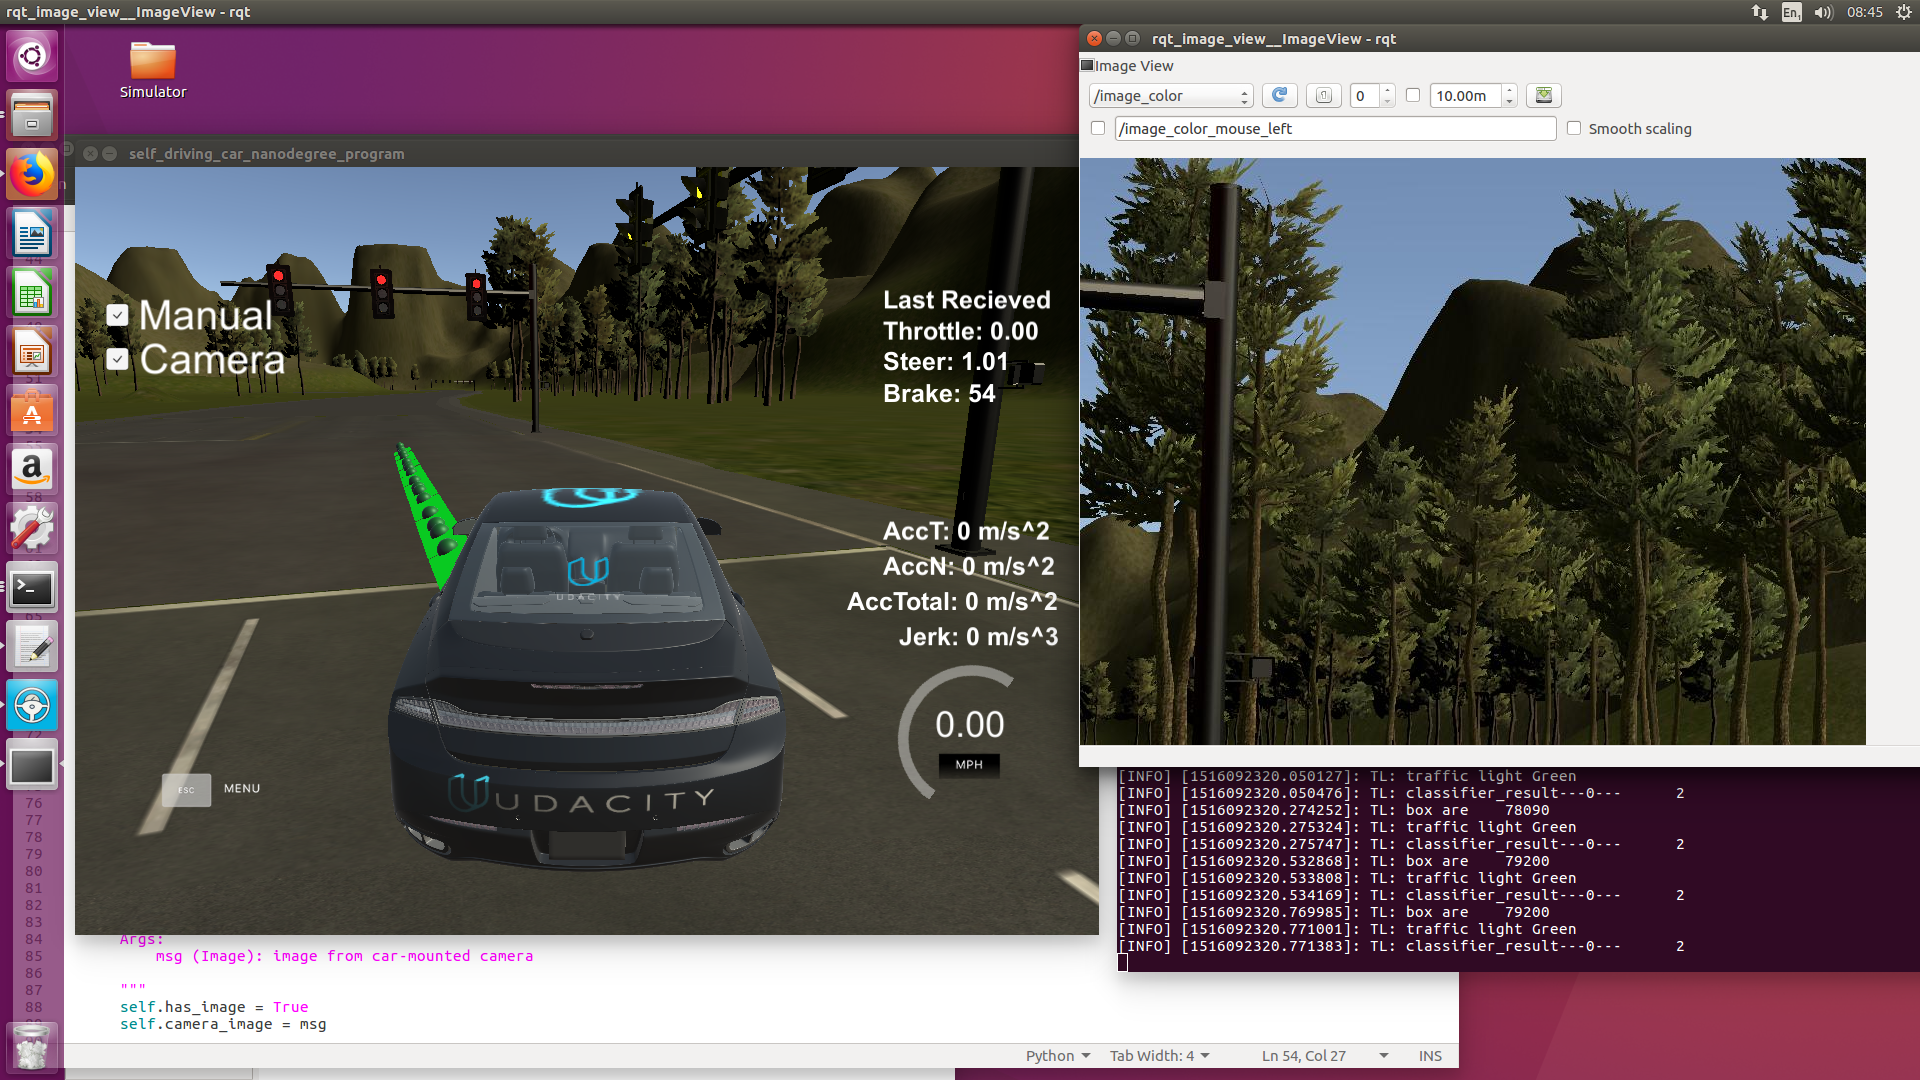 rqt_image_view__ImageView - rqt
En1
08:45
Simulator
self_driving_car_nanodegree_program
Manual
Camera
Last Recieved
Throttle: 0.00
Steer: 1.01
Brake: 54
AccT: 0 m/s^2
AccN: 0 m/s^2
AccTotal: 0 m/s^2
Jerk: 0 m/s^3
0.00
MPH
UDACITY
UDACITY
ESC
MENU
rqt_image_view__ImageView - rqt
Image View
/image_color
0
10.00m
/image_color_mouse_left
Smooth scaling
[INFO] [1516092320.050127]: TL: traffic light Green
[INFO] [1516092320.050476]: TL: classifier_result---0--- 2
[INFO] [1516092320.274252]: TL: box are 78090
[INFO] [1516092320.275324]: TL: traffic light Green
[INFO] [1516092320.275747]: TL: classifier_result---0--- 2
[INFO] [1516092320.532868]: TL: box are 79200
[INFO] [1516092320.533808]: TL: traffic light Green
[INFO] [1516092320.534169]: TL: classifier_result---0--- 2
[INFO] [1516092320.769985]: TL: box are 79200
[INFO] [1516092320.771001]: TL: traffic light Green
[INFO] [1516092320.771383]: TL: classifier_result---0--- 2
76
77
78
79
80
81
82
83
84 Args:
85 msg (Image): image from car-mounted camera
86
87 """
88 self.has_image = True
self.camera_image = msg
Python
Tab Width: 4
Ln 54, Col 27
INS